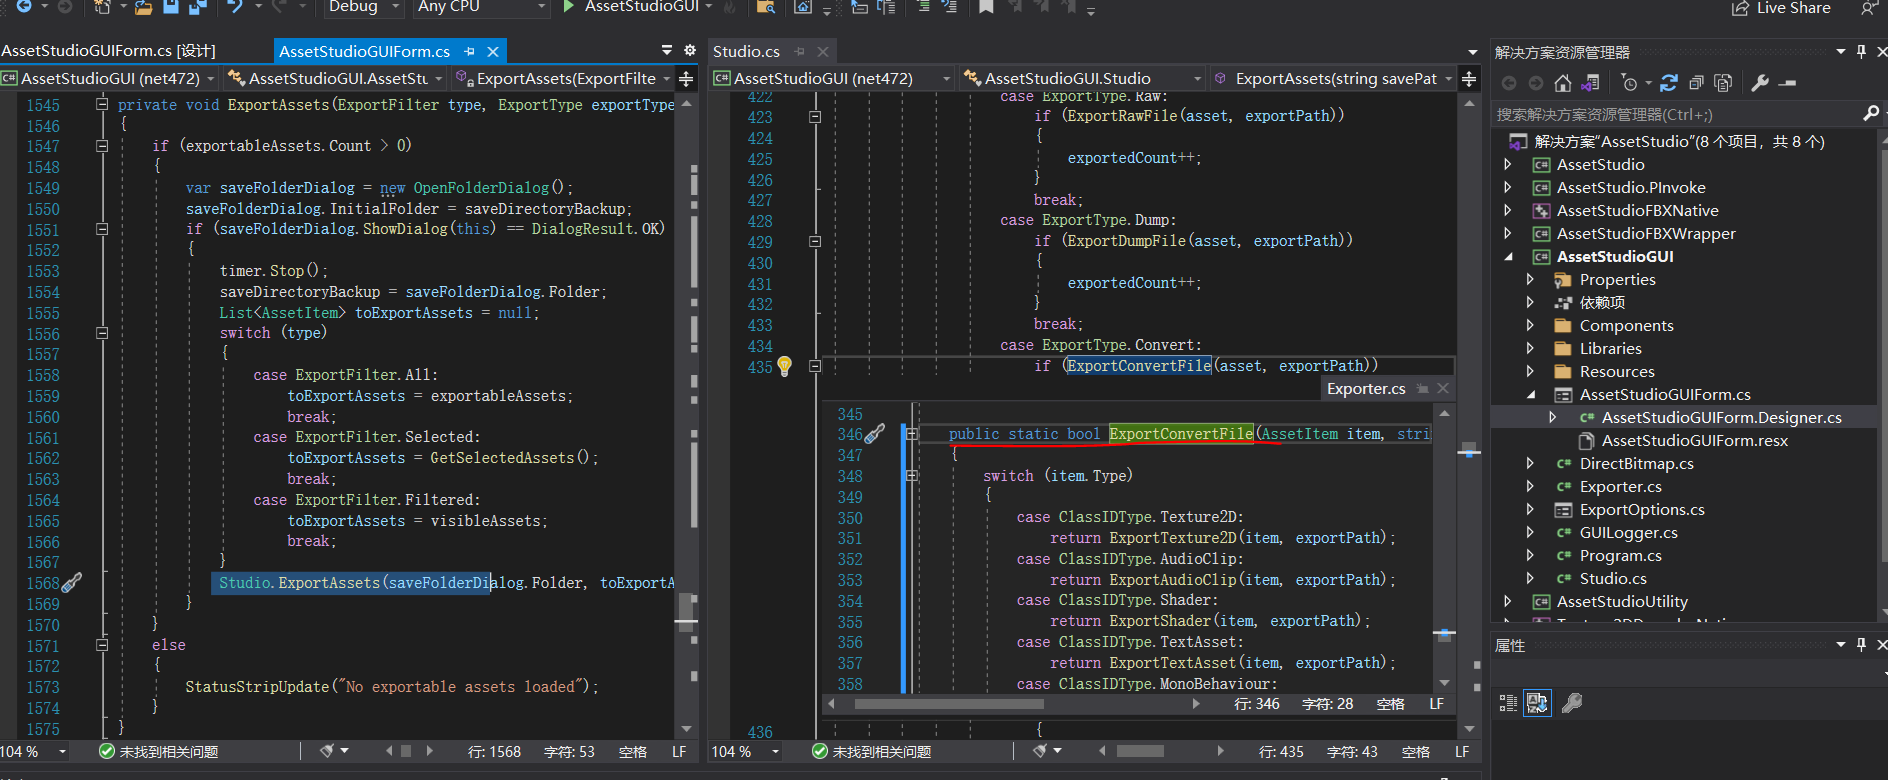 Debug
Any CPU
AssetStudioGUI
Live Share
AssetStudioGUIForm.cs [设计]
AssetStudioGUIForm.cs
AssetStudioGUI (net472)
AssetStudioGUI.AssetStu
ExportAssets(ExportFilte
1545 private void ExportAssets(ExportFilter type, ExportType exportType
1546 {
1547 if (exportableAssets.Count > 0)
1548 {
1549 var saveFolderDialog = new OpenFolderDialog();
1550 saveFolderDialog.InitialFolder = saveDirectoryBackup;
1551 if (saveFolderDialog.ShowDialog(this) == DialogResult.OK)
1552 {
1553 timer.Stop();
1554 saveDirectoryBackup = saveFolderDialog.Folder;
1555 List<AssetItem> toExportAssets = null;
1556 switch (type)
1557 {
1558 case ExportFilter.All:
1559 toExportAssets = exportableAssets;
1560 break;
1561 case ExportFilter.Selected:
1562 toExportAssets = GetSelectedAssets();
1563 break;
1564 case ExportFilter.Filtered:
1565 toExportAssets = visibleAssets;
1566 break;
1567 }
1568 Studio.ExportAssets(saveFolderDialog.Folder, toExportA
1569 }
1570 }
1571 else
1572 {
1573 StatusStripUpdate("No exportable assets loaded");
1574 }
1575 }
104 %
未找到相关问题
行: 1568
字符: 53
空格
LF
Studio.cs
AssetStudioGUI (net472)
AssetStudioGUI.Studio
ExportAssets(string savePat
422 case ExportType.Raw:
423 if (ExportRawFile(asset, exportPath))
424 {
425 exportedCount++;
426 }
427 break;
428 case ExportType.Dump:
429 if (ExportDumpFile(asset, exportPath))
430 {
431 exportedCount++;
432 }
433 break;
434 case ExportType.Convert:
435 if (ExportConvertFile(asset, exportPath))
Exporter.cs
345
346 public static bool ExportConvertFile(AssetItem item, stri
347 {
348 switch (item.Type)
349 {
350 case ClassIDType.Texture2D:
351 return ExportTexture2D(item, exportPath);
352 case ClassIDType.AudioClip:
353 return ExportAudioClip(item, exportPath);
354 case ClassIDType.Shader:
355 return ExportShader(item, exportPath);
356 case ClassIDType.TextAsset:
357 return ExportTextAsset(item, exportPath);
358 case ClassIDType.MonoBehaviour:
行: 346
字符: 28
空格
LF
436 {
104 %
未找到相关问题
行: 435
字符: 43
空格
LF
解决方案资源管理器
搜索解决方案资源管理器(Ctrl+;)
解决方案"AssetStudio"(8 个项目，共 8 个)
AssetStudio
AssetStudio.PInvoke
AssetStudioFBXNative
AssetStudioFBXWrapper
AssetStudioGUI
Properties
依赖项
Components
Libraries
Resources
AssetStudioGUIForm.cs
AssetStudioGUIForm.Designer.cs
AssetStudioGUIForm.resx
DirectBitmap.cs
Exporter.cs
ExportOptions.cs
GUILogger.cs
Program.cs
Studio.cs
AssetStudioUtility
属性